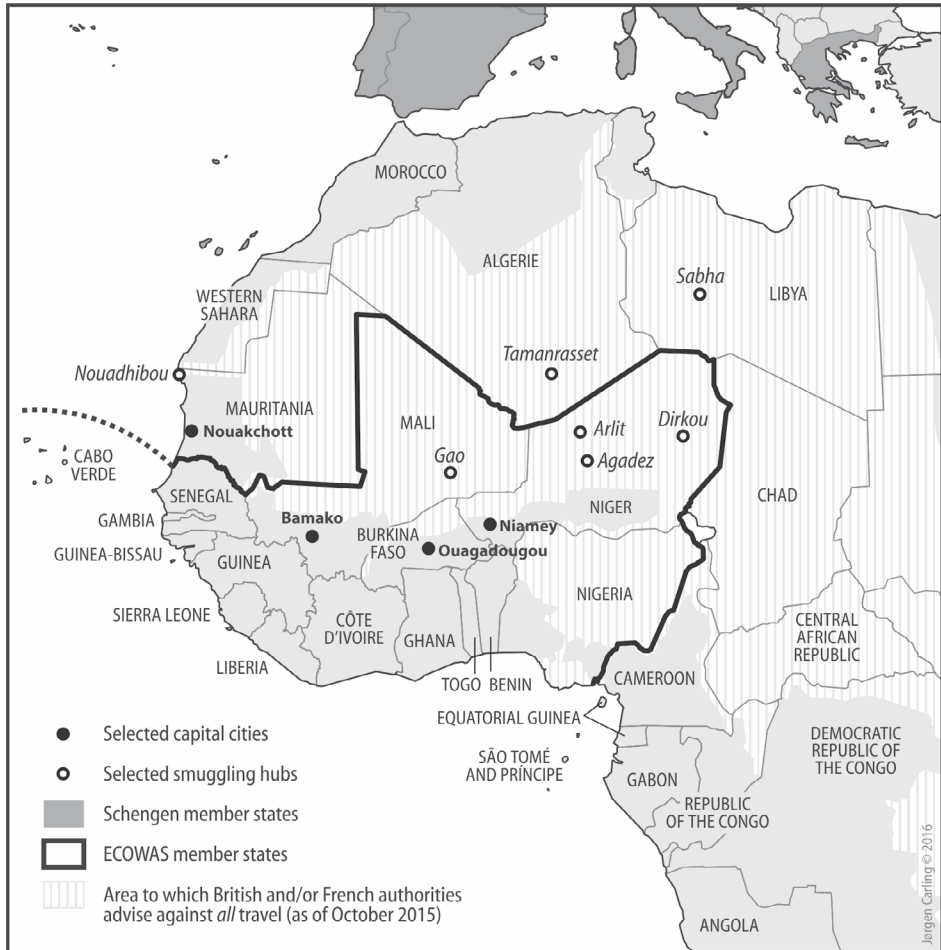 MOROCCO
ALGERIE
Sabha
LIBYA
WESTERN
SAHARA
Tamanrasset
Nouadhibou
MAURITANIA
MALI
Nouakchott
Arlit
Dirkou
Agadez
Gao
CABO
VERDE
SENEGAL
NIGER
CHAD
GAMBIA
Bamako
BURKINA
FASO
Niamey
Ouagadougou
GUINEA-BISSAU
GUINEA
NIGERIA
SIERRA LEONE
CÔTE
D'IVOIRE
GHANA
CENTRAL
AFRICAN
REPUBLIC
LIBERIA
TOGO
BENIN
CAMEROON
EQUATORIAL GUINEA
SÃO TOMÉ
AND PRÍNCIPE
GABON
REPUBLIC
OF THE CONGO
DEMOCRATIC
REPUBLIC OF
THE CONGO
ANGOLA
Selected capital cities
Selected smuggling hubs
Schengen member states
ECOWAS member states
Area to which British and/or French authorities
advise against all travel (as of October 2015)
Jørgen Carling © 2016